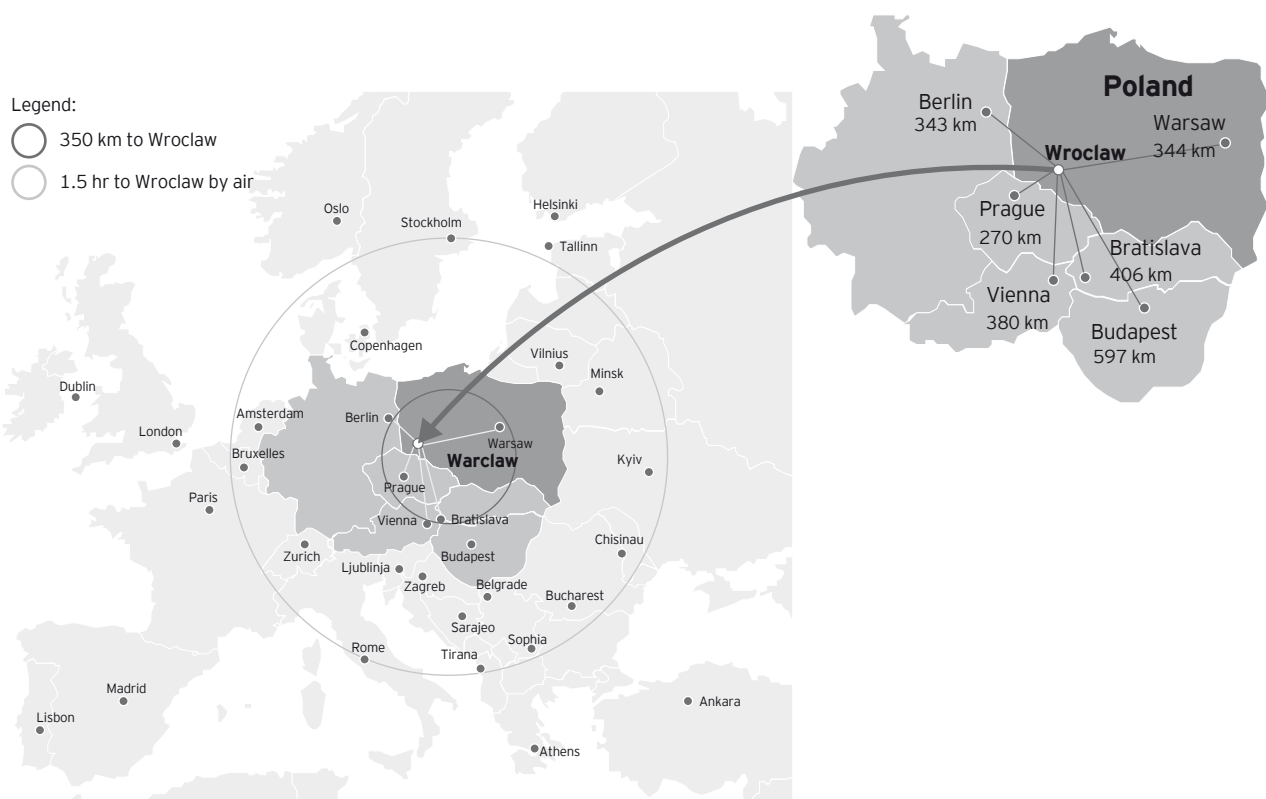 Legend:
350 km to Wroclaw
1.5 hr to Wroclaw by air
Oslo
Stockholm
Helsinki
Tallinn
Copenhagen
Vilnius
Minsk
Dublin
London
Amsterdam
Bruxelles
Berlin
Warsaw
Warclaw
Kyiv
Prague
Paris
Vienna
Bratislava
Zurich
Budapest
Chisinau
Ljublinja
Zagreb
Belgrade
Bucharest
Sarajeo
Sophia
Rome
Tirana
Madrid
Lisbon
Ankara
Athens
Poland
Berlin
343 km
Warsaw
344 km
Wroclaw
Prague
270 km
Bratislava
406 km
Vienna
380 km
Budapest
597 km